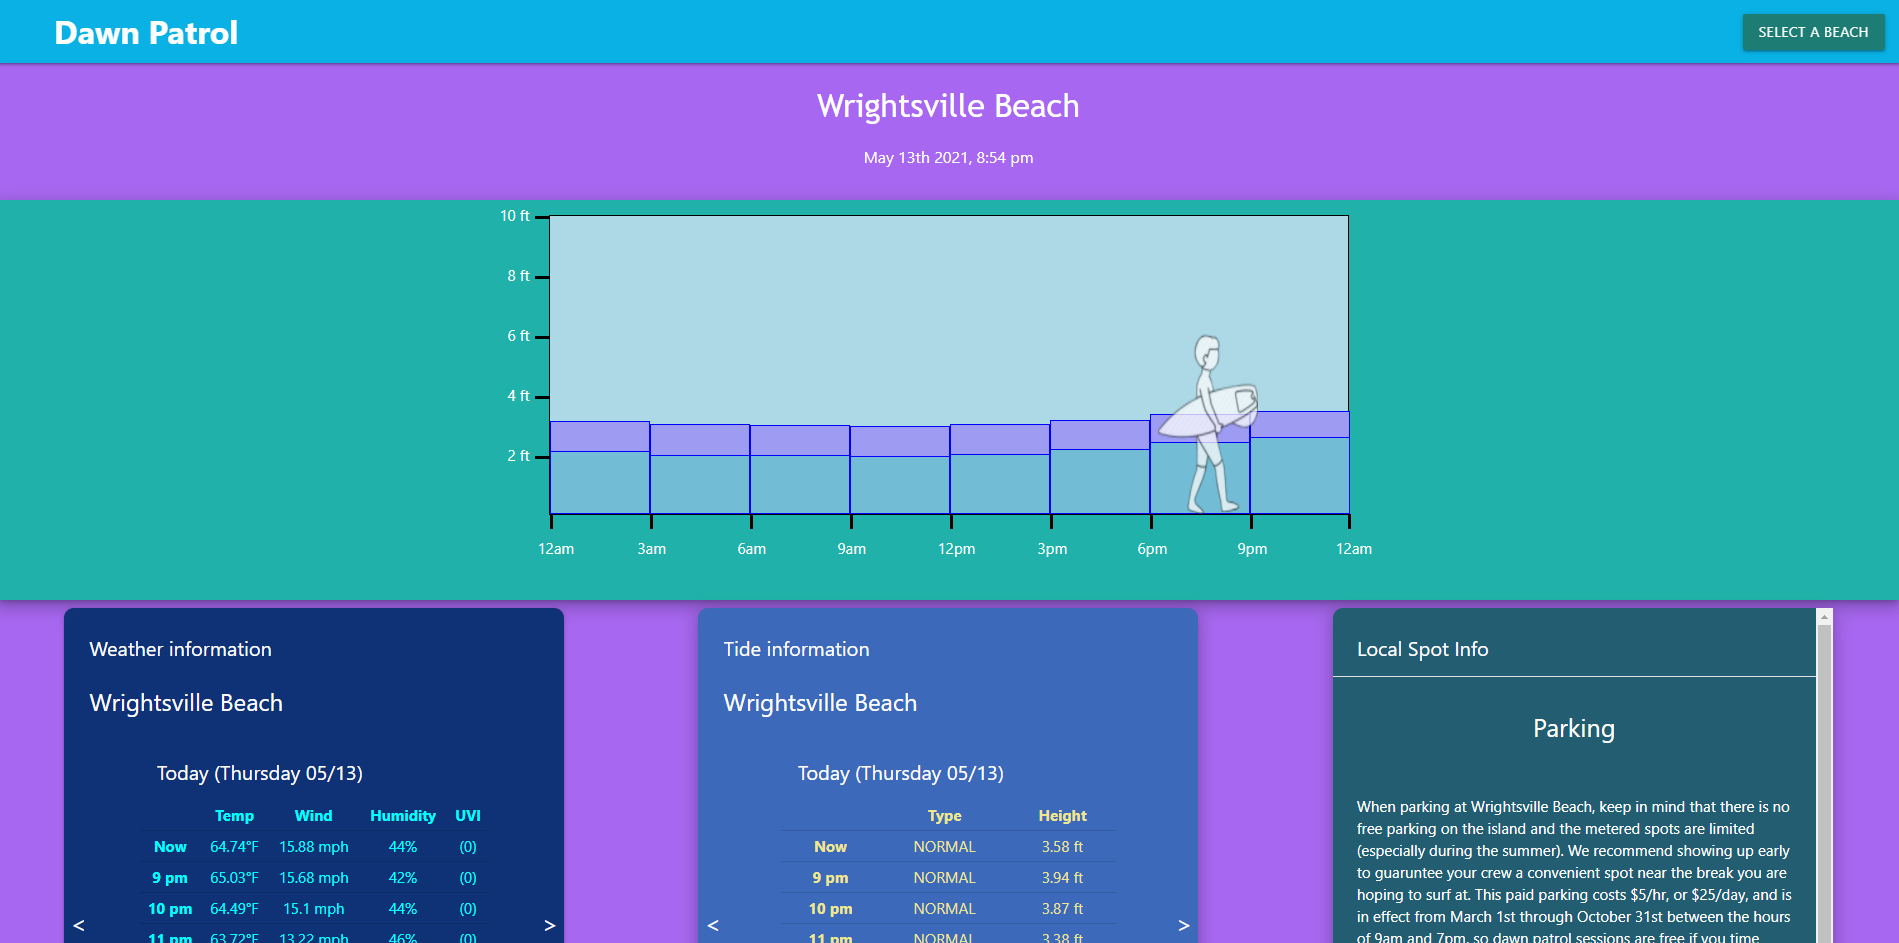 Dawn Patrol
SELECT A BEACH
Wrightsville Beach
May 13th 2021, 8:54 pm
10 ft
8 ft
6 ft
4 ft
2 ft
12am 3am 6am 9am 12pm 3pm 6pm 9pm 12am
Weather information
Wrightsville Beach
Today (Thursday 05/13)
Temp Wind Humidity UVI
Now 64.74°F 15.88 mph 44% (0)
9 pm 65.03°F 15.68 mph 42% (0)
10 pm 64.49°F 15.1 mph 44% (0)
11 pm 63.72°F 13.22 mph 46% (0)
< >
Tide information
Wrightsville Beach
Today (Thursday 05/13)
Type Height
Now NORMAL 3.58 ft
9 pm NORMAL 3.94 ft
10 pm NORMAL 3.87 ft
11 pm NORMAL 3.38 ft
< >
Local Spot Info
Parking
When parking at Wrightsville Beach, keep in mind that there is no
free parking on the island and the metered spots are limited
(especially during the summer). We recommend showing up early
to guaruntee your crew a convenient spot near the break you are
hoping to surf at. This paid parking costs $5/hr, or $25/day, and is
in effect from March 1st through October 31st between the hours
of 9am and 7pm, so dawn patrol sessions are free if you time